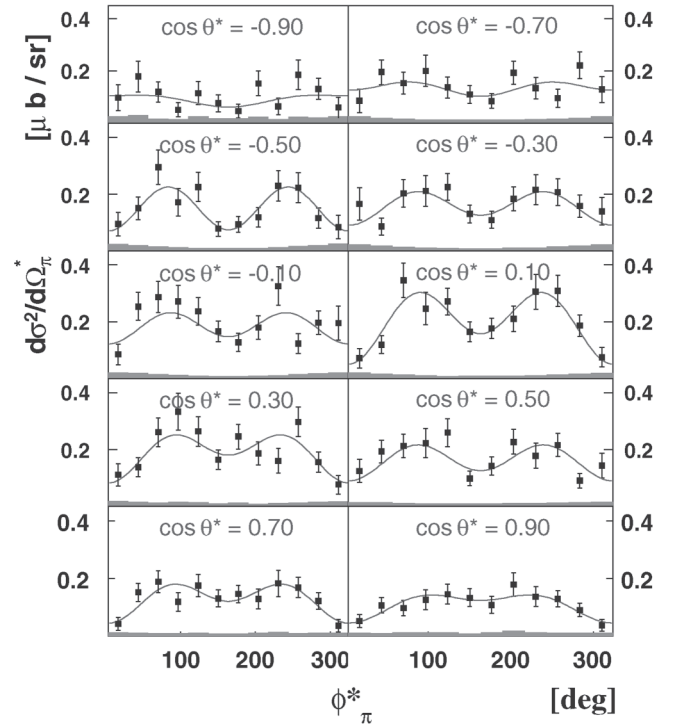 0.4 cos θ* = -0.90 cos θ* = -0.70 0.4
0.2 0.2
[μ b / sr]
0.4 cos θ* = -0.50 cos θ* = -0.30 0.4
0.2 0.2
dσ²/dΩ*π
0.4 cos θ* = -0.10 cos θ* = 0.10 0.4
0.2 0.2
0.4 cos θ* = 0.30 cos θ* = 0.50 0.4
0.2 0.2
0.4 cos θ* = 0.70 cos θ* = 0.90 0.4
0.2 0.2
100 200 300 100 200 300
ϕ*π [deg]